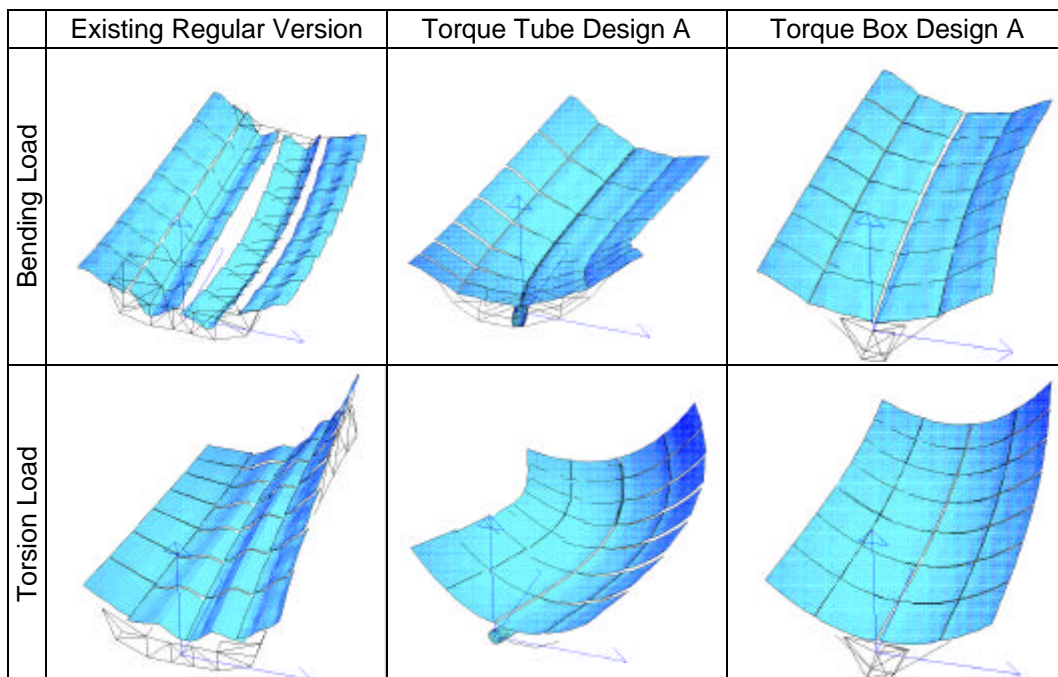 Existing Regular Version
Torque Tube Design A
Torque Box Design A
Bending Load
Torsion Load